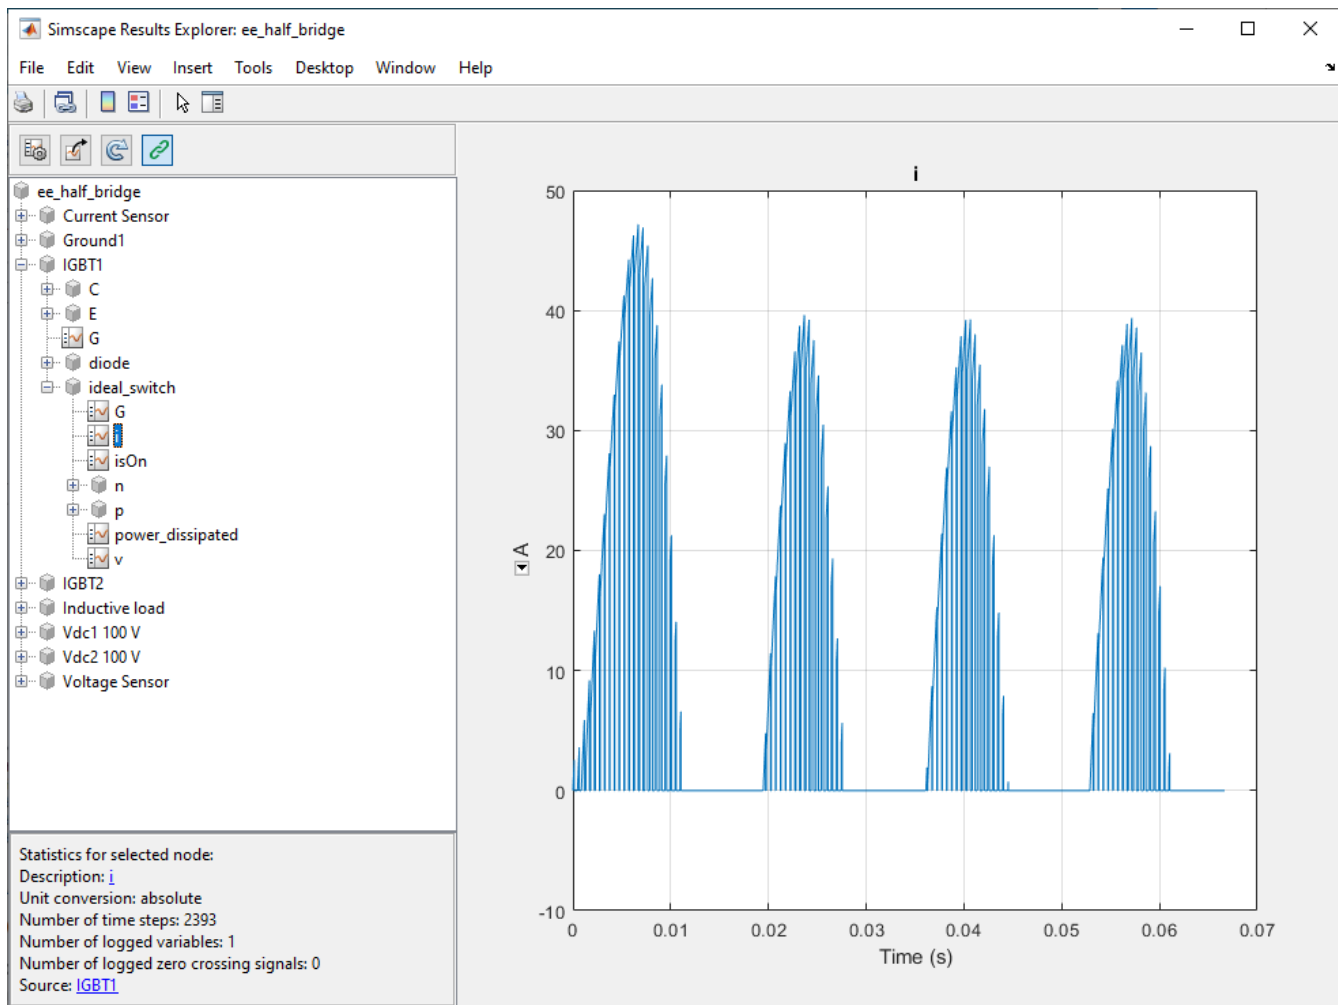 Simscape Results Explorer: ee_half_bridge
File Edit View Insert Tools Desktop Window Help
ee_half_bridge
Current Sensor
Ground1
IGBT1
C
E
G
diode
ideal_switch
G
i
isOn
n
p
power_dissipated
v
IGBT2
Inductive load
Vdc1 100 V
Vdc2 100 V
Voltage Sensor
Statistics for selected node:
Description: i
Unit conversion: absolute
Number of time steps: 2393
Number of logged variables: 1
Number of logged zero crossing signals: 0
Source: IGBT1
i
50
40
30
20
10
0
-10
A
0 0.01 0.02 0.03 0.04 0.05 0.06 0.07
Time (s)